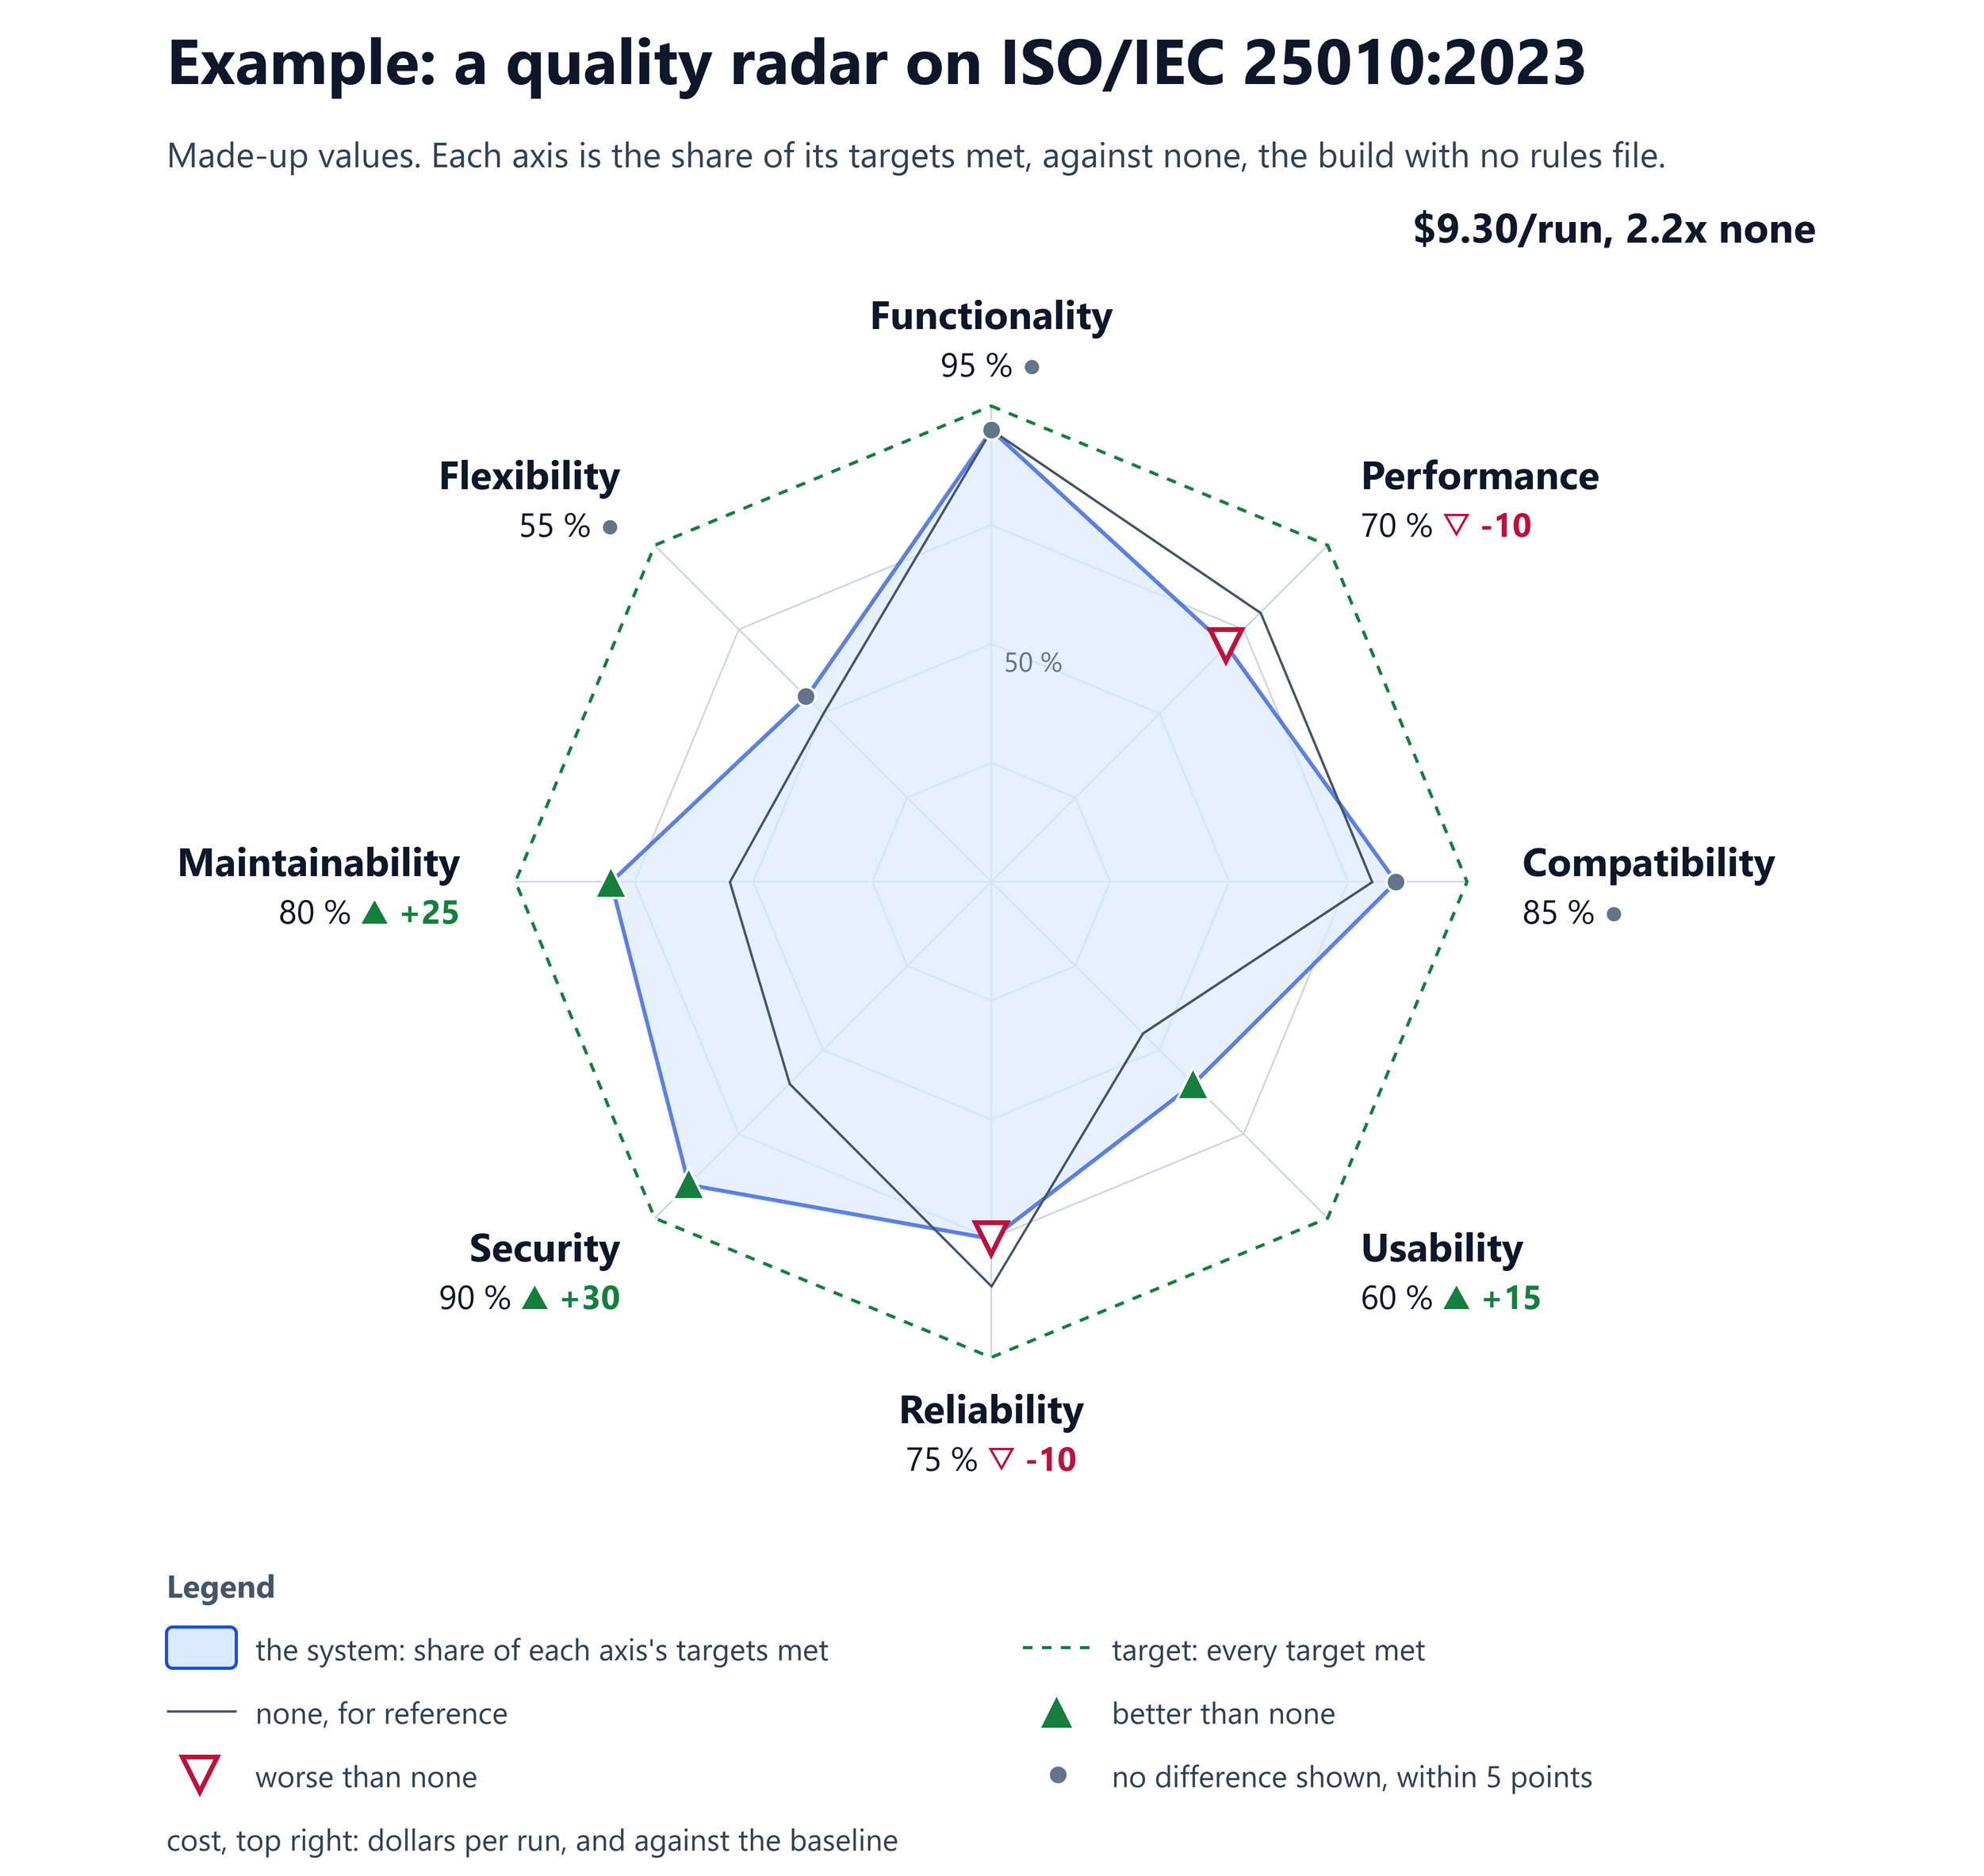 Example: a quality radar on ISO/IEC 25010:2023
Made-up values. Each axis is the share of its targets met, against none, the build with no rules file.
$9.30/run, 2.2x none
Functionality
95 %
Flexibility
55 %
Performance
70 % ▽ -10
50 %
Maintainability
80 % ▲ +25
Compatibility
85 %
Security
90 % ▲ +30
Usability
60 % ▲ +15
Reliability
75 % ▽ -10
Legend
the system: share of each axis's targets met
target: every target met
none, for reference
better than none
worse than none
no difference shown, within 5 points
cost, top right: dollars per run, and against the baseline